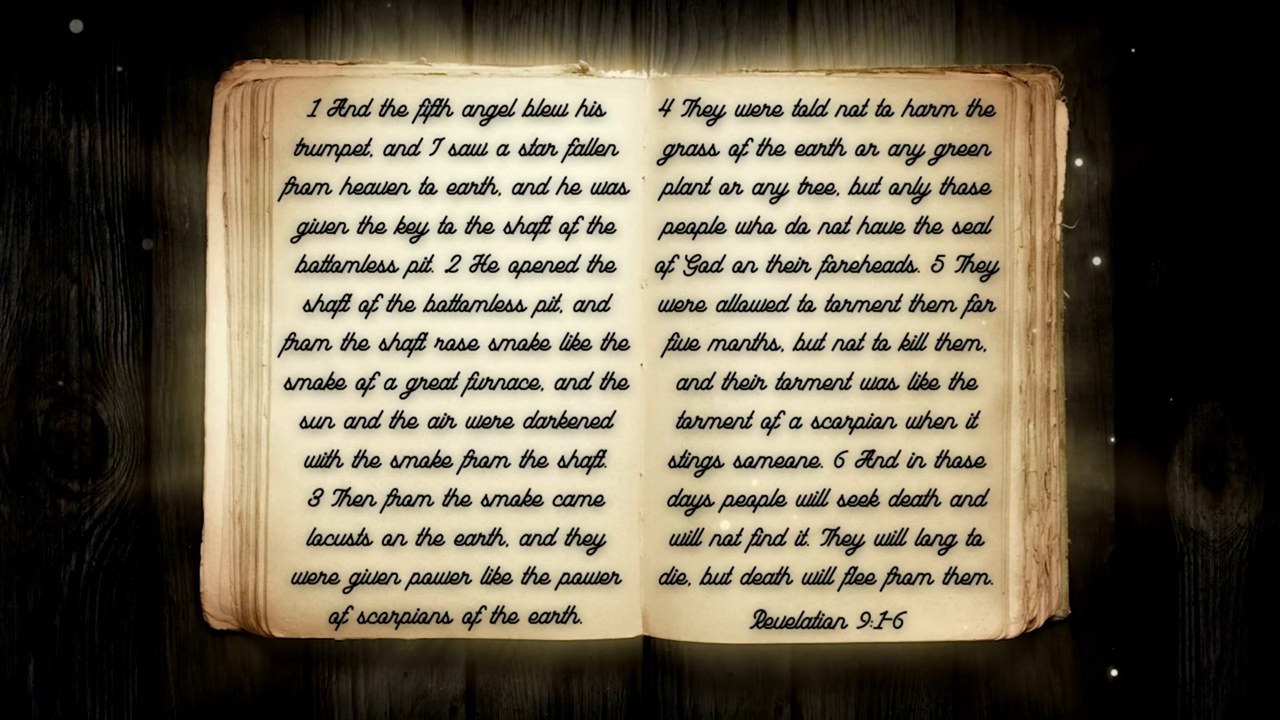 1 And the fifth angel blew his
trumpet, and I saw a star fallen
from heaven to earth, and he was
given the key to the shaft of the
bottomless pit. 2 He opened the
shaft of the bottomless pit, and
from the shaft rose smoke like the
smoke of a great furnace, and the
sun and the air were darkened
with the smoke from the shaft.
3 Then from the smoke came
locusts on the earth, and they
were given power like the power
of scorpions of the earth.
4 They were told not to harm the
grass of the earth or any green
plant or any tree, but only those
people who do not have the seal
of God on their foreheads. 5 They
were allowed to torment them for
five months, but not to kill them,
and their torment was like the
torment of a scorpion when it
stings someone. 6 And in those
days people will seek death and
will not find it. They will long to
die, but death will flee from them.
Revelation 9:1-6